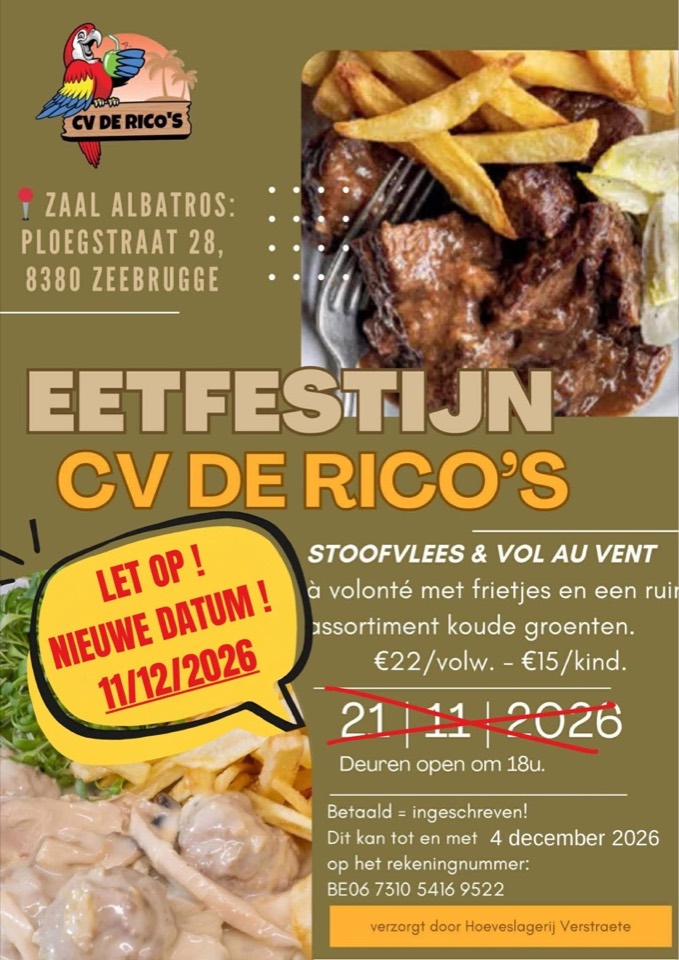 CV DE RICO'S
ZAAL ALBATROS:
PLOEGSTRAAT 28,
8380 ZEEBRUGGE
EETFESTIJN
CV DE RICO'S
LET OP !
NIEUWE DATUM !
11/12/2026
STOOFVLEES & VOL AU VENT
à volonté met frietjes en een ruim
assortiment koude groenten.
€22/volw. - €15/kind.
21 | 11 | 2026
Deuren open om 18u.
Betaald = ingeschreven!
Dit kan tot en met 4 december 2026
op het rekeningnummer:
BE06 7310 5416 9522
verzorgt door Hoeveslagerij Verstraete